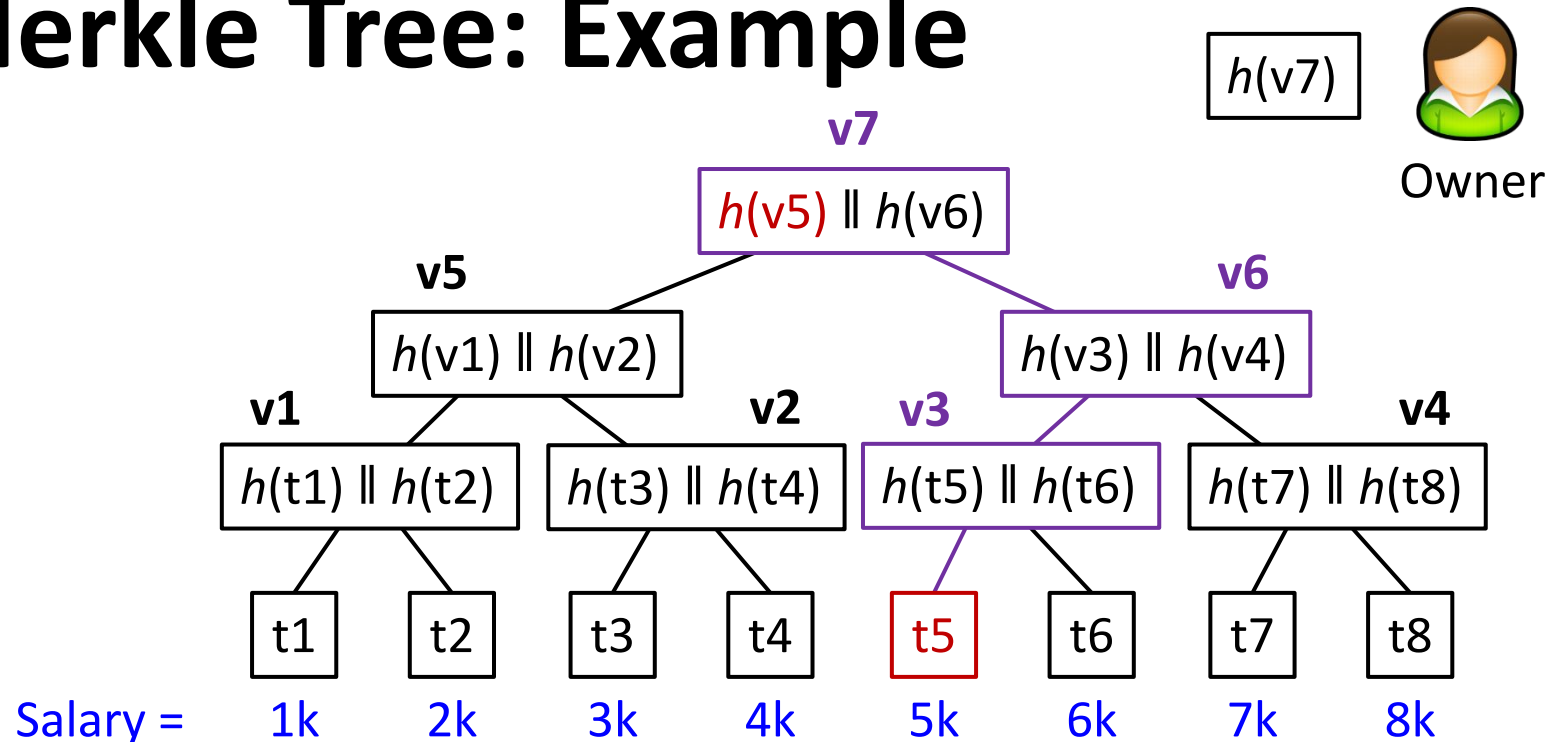 erkle Tree: Example
h(v7)
Owner
v7
h(v5) ‖ h(v6)
v5 v6
h(v1) ‖ h(v2) h(v3) ‖ h(v4)
v1 v2 v3 v4
h(t1) ‖ h(t2) h(t3) ‖ h(t4) h(t5) ‖ h(t6) h(t7) ‖ h(t8)
t1 t2 t3 t4 t5 t6 t7 t8
Salary = 1k 2k 3k 4k 5k 6k 7k 8k